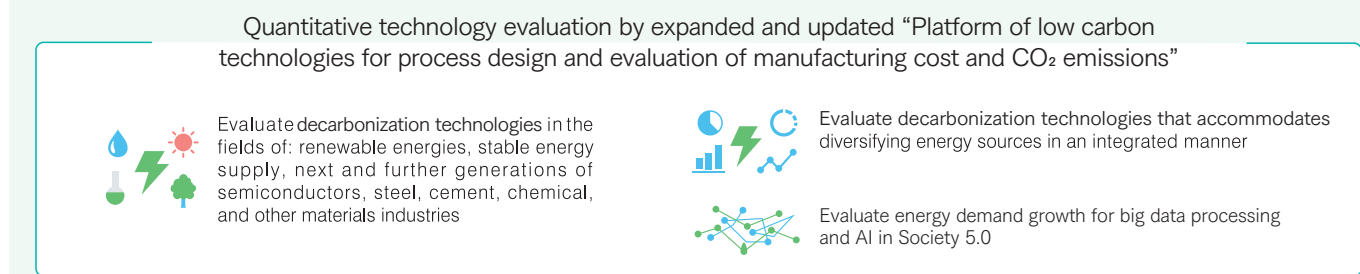 Quantitative technology evaluation by expanded and updated “Platform of low carbon
technologies for process design and evaluation of manufacturing cost and CO₂ emissions”
Evaluate decarbonization technologies in the
fields of: renewable energies, stable energy
supply, next and further generations of
semiconductors, steel, cement, chemical,
and other materials industries
Evaluate decarbonization technologies that accommodates
diversifying energy sources in an integrated manner
Evaluate energy demand growth for big data processing
and AI in Society 5.0